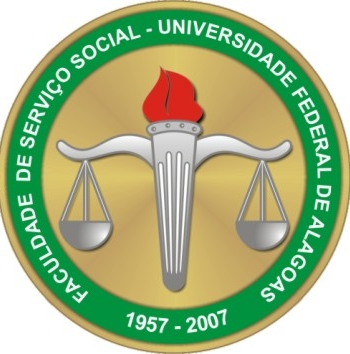 FACULDADE DE SERVIÇO SOCIAL - UNIVERSIDADE FEDERAL DE ALAGOAS
1957 - 2007